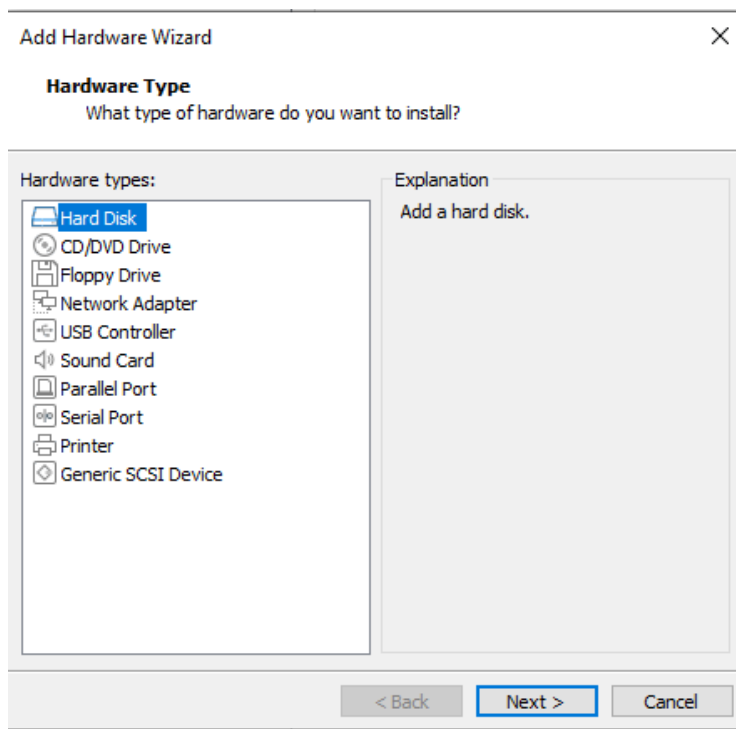 Add Hardware Wizard
Hardware Type
What type of hardware do you want to install?
Hardware types:
Hard Disk
CD/DVD Drive
Floppy Drive
Network Adapter
USB Controller
Sound Card
Parallel Port
Serial Port
Printer
Generic SCSI Device
Explanation
Add a hard disk.
< Back
Next >
Cancel